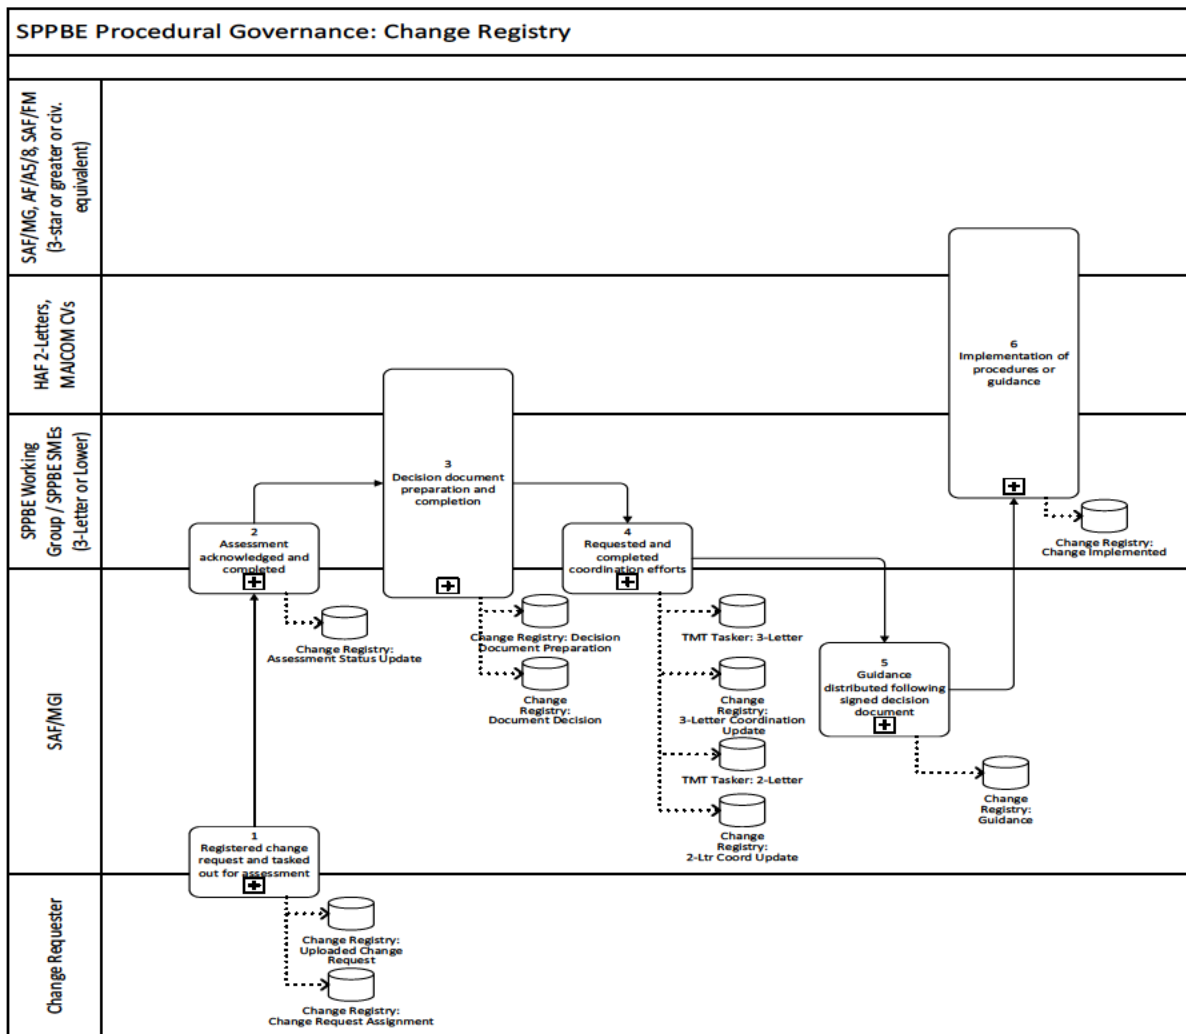 SPPBE Procedural Governance: Change Registry
SAF/MG, AF/A5/8, SAF/FM
(3-star or greater or civ.
equivalent)
HAF 2-Letters,
MAJCOM CVs
SPPBE Working
Group / SPPBE SMEs
(3-Letter or Lower)
SAF/MGI
Change Requester
1
Registered change
request and tasked
out for assessment
Change Registry:
Uploaded Change
Request
Change Registry:
Change Request Assignment
2
Assessment
acknowledged and
completed
Change Registry:
Assessment Status Update
3
Decision document
preparation and
completion
Change Registry: Decision
Document Preparation
Change
Registry:
Document Decision
4
Requested and
completed
coordination efforts
TMT Tasker: 3-Letter
Change
Registry:
3-Letter Coordination
Update
TMT Tasker: 2-Letter
Change
Registry:
2-Ltr Coord Update
5
Guidance
distributed following
signed decision
document
Change
Registry:
Guidance
6
Implementation of
procedures or
guidance
Change Registry:
Change Implemented